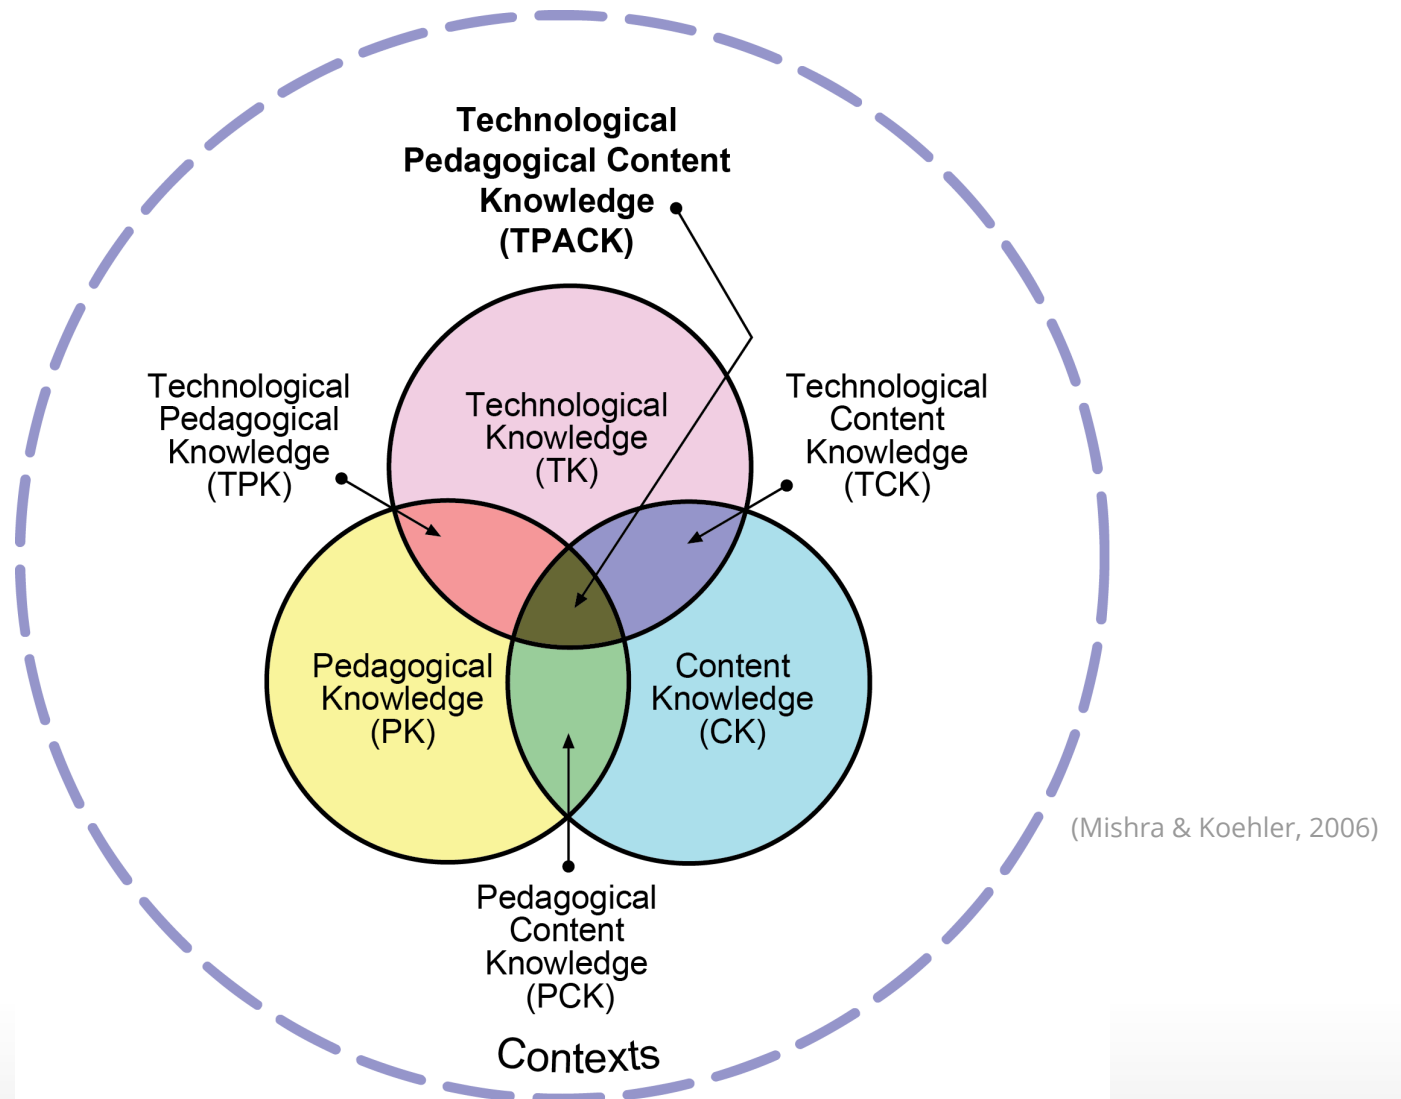 Technological
Pedagogical Content
Knowledge
(TPACK)
Technological
Pedagogical
Knowledge
(TPK)
Technological
Knowledge
(TK)
Technological
Content
Knowledge
(TCK)
Pedagogical
Knowledge
(PK)
Content
Knowledge
(CK)
(Mishra & Koehler, 2006)
Pedagogical
Content
Knowledge
(PCK)
Contexts